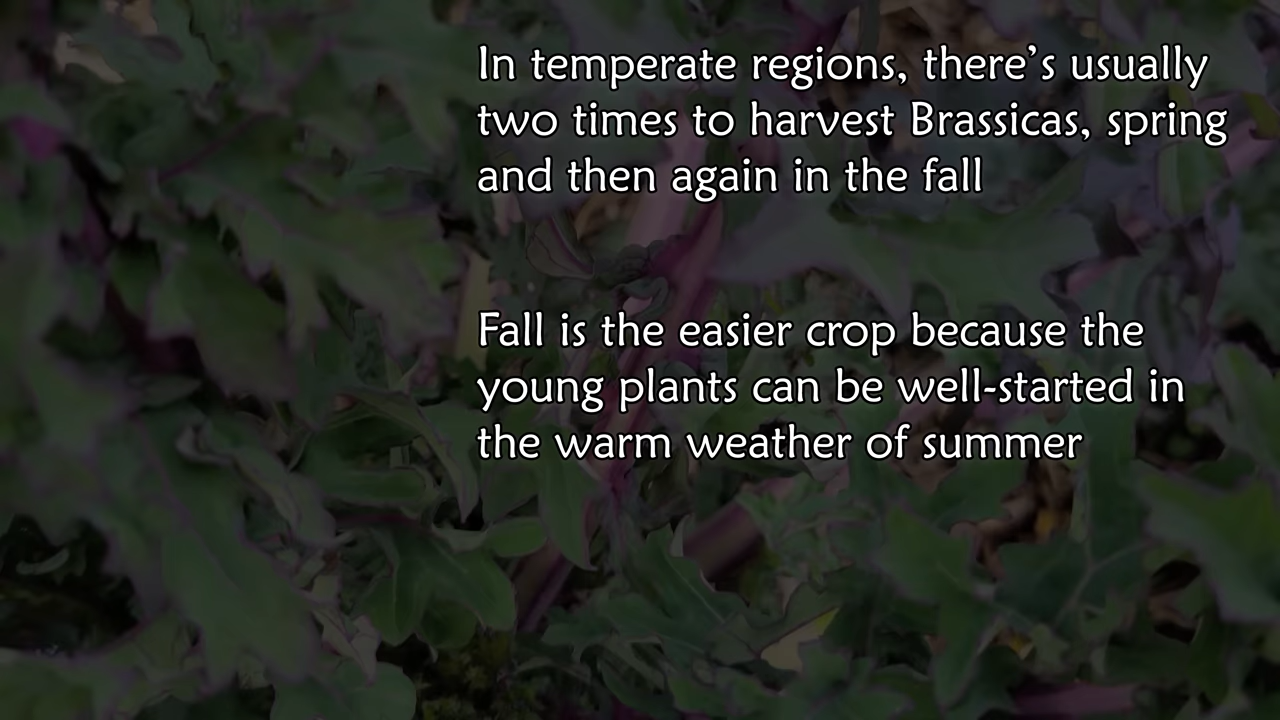 In temperate regions, there’s usually
two times to harvest Brassicas, spring
and then again in the fall
Fall is the easier crop because the
young plants can be well-started in
the warm weather of summer